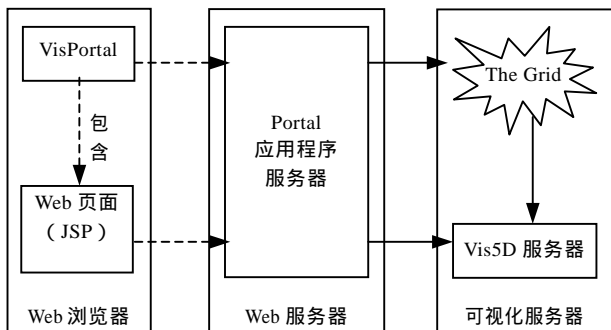 VisPortal
包
含
Web 页面
（JSP）
Web 浏览器
Portal
应用程序
服务器
Web 服务器
The Grid
Vis5D 服务器
可视化服务器